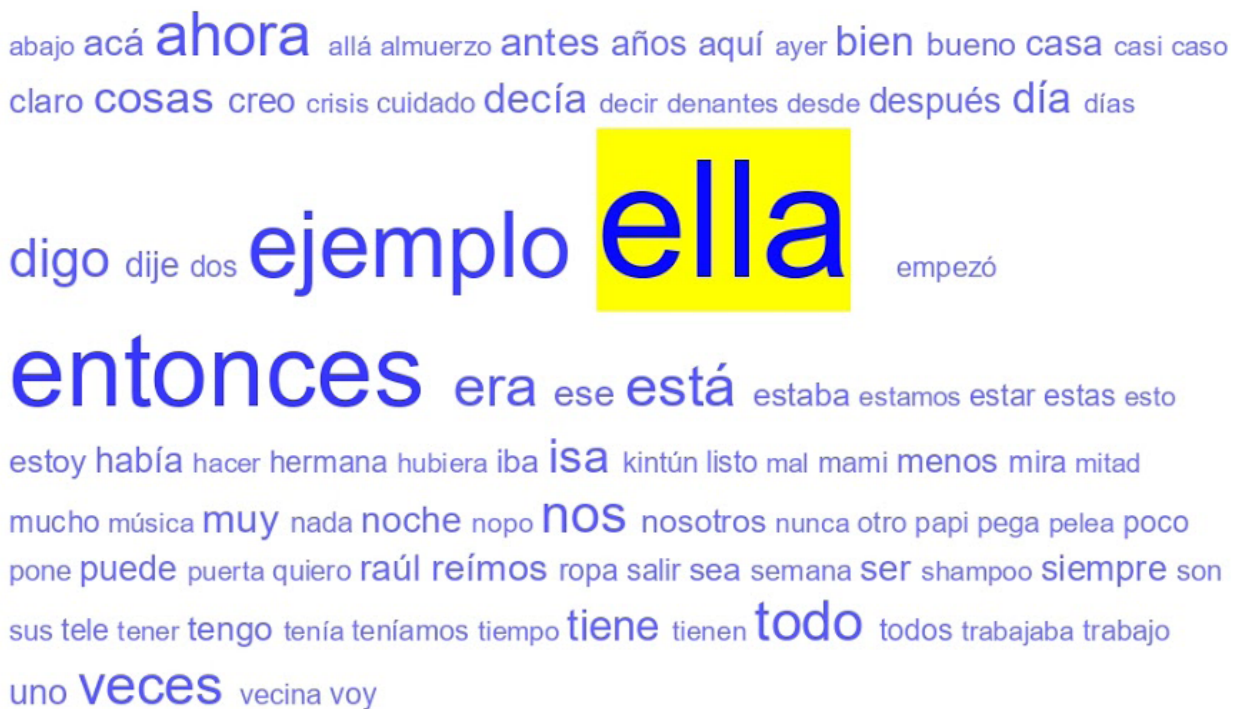 abajo acá ahora allá almuerzo antes años aquí ayer bien bueno casa casi caso
claro cosas creo crisis cuidado decía decir denantes desde después día días
digo dije dos ejemplo ella empezó
entonces era ese está estaba estamos estar estas esto
estoy había hacer hermana hubiera iba isa kintún listo mal mami menos mira mitad
mucho música muy nada noche nopo nos nosotros nunca otro papi pega pelea poco
pone puede puerta quiero raúl reímos ropa salir sea semana ser shampoo siempre son
sus tele tener tengo tenía teníamos tiempo tiene tienen todo todos trabajaba trabajo
uno veces vecina voy